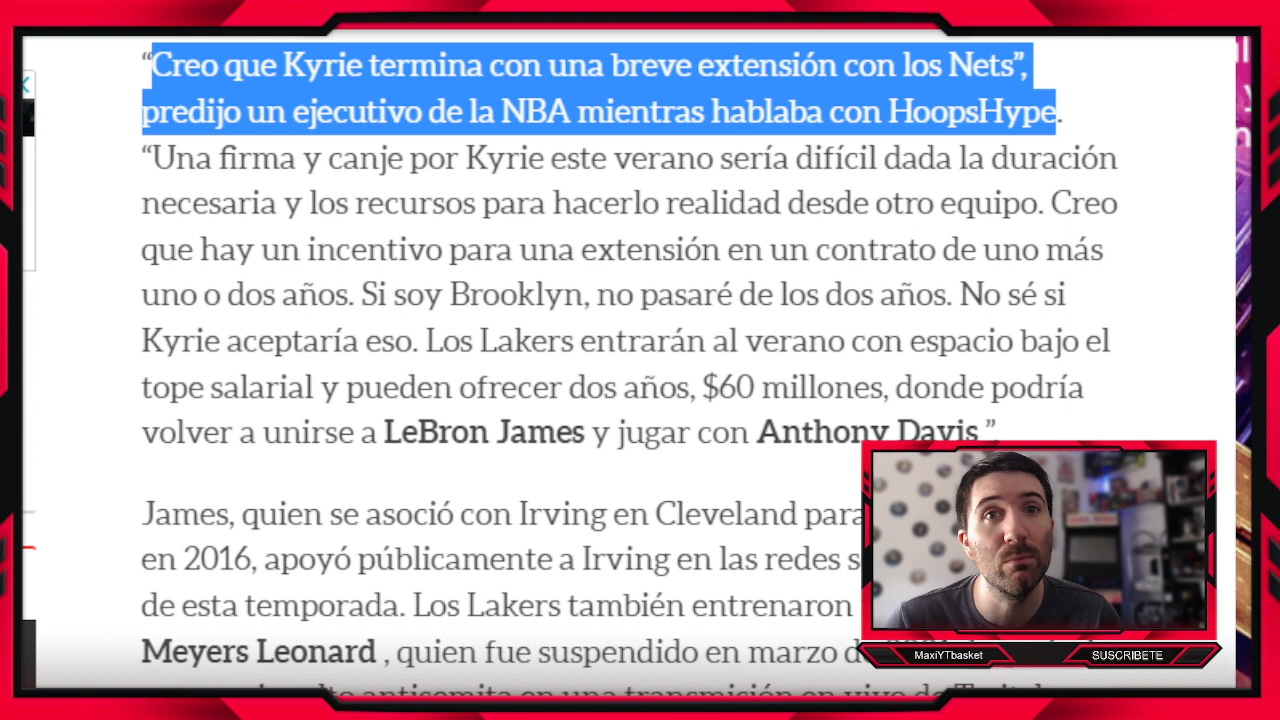 “Creo que Kyrie termina con una breve extensión con los Nets”,
predijo un ejecutivo de la NBA mientras hablaba con HoopsHype.
“Una firma y canje por Kyrie este verano sería difícil dada la duración
necesaria y los recursos para hacerlo realidad desde otro equipo. Creo
que hay un incentivo para una extensión en un contrato de uno más
uno o dos años. Si soy Brooklyn, no pasaré de los dos años. No sé si
Kyrie aceptaría eso. Los Lakers entrarán al verano con espacio bajo el
tope salarial y pueden ofrecer dos años, $60 millones, donde podría
volver a unirse a LeBron James y jugar con Anthony Davis.”
James, quien se asoció con Irving en Cleveland para
en 2016, apoyó públicamente a Irving en las redes s
de esta temporada. Los Lakers también entrenaron
Meyers Leonard , quien fue suspendido en marzo d
antisemita en una transmisión en vivo de
MaxiYTbasket
SUSCRIBETE